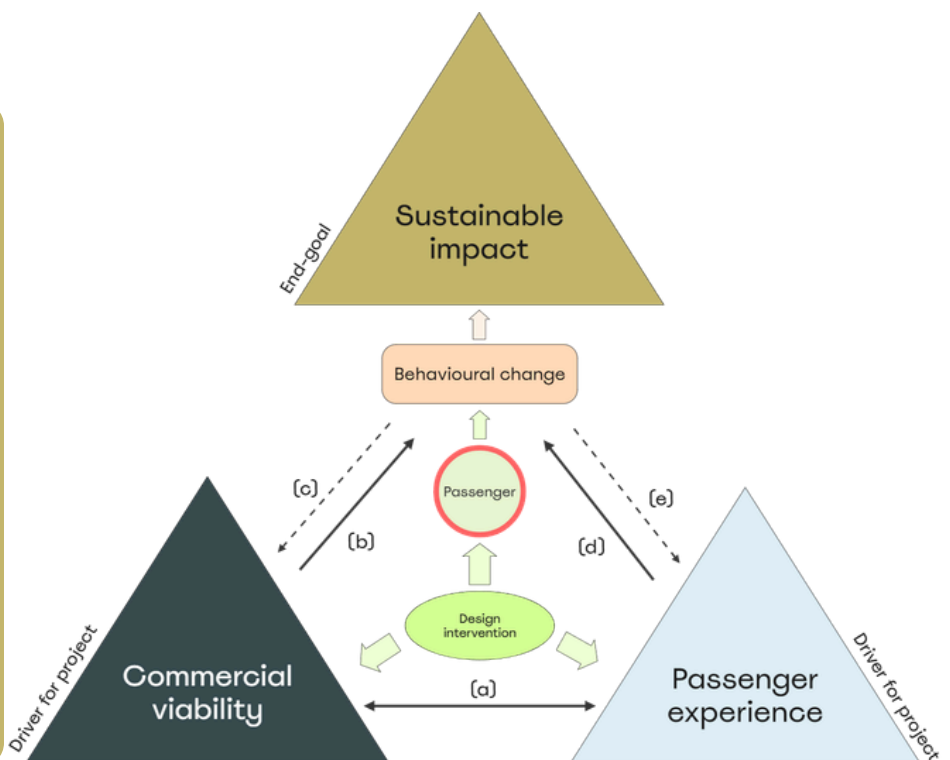 Sustainable
impact
End-goal
Behavioural change
Passenger
(c)
(b)
(e)
(d)
Design
intervention
(a)
Commercial
viability
Driver for project
Passenger
experience
Driver for project